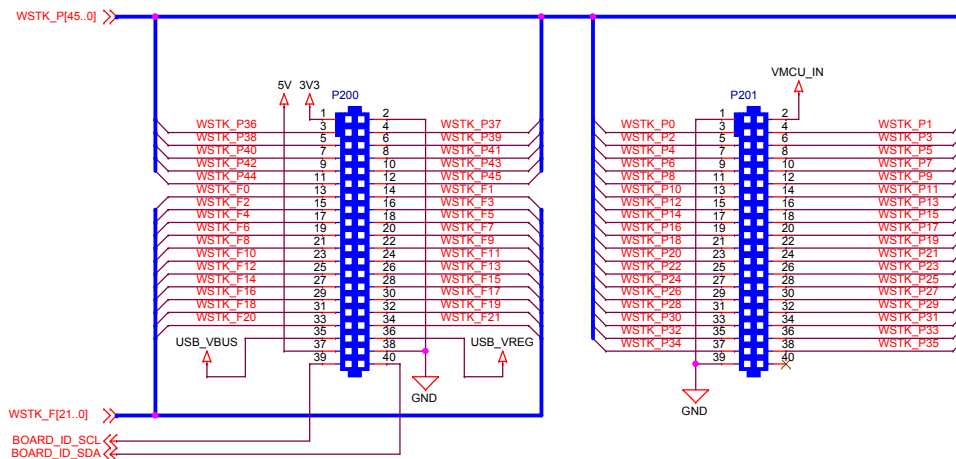 WSTK_P[45..0]
5V 3V3 VMCU_IN
P200 P201
1 2 1 2
WSTK_P36 3 4 WSTK_P37 WSTK_P0 3 4 WSTK_P1
WSTK_P38 5 6 WSTK_P39 WSTK_P2 5 6 WSTK_P3
WSTK_P40 7 8 WSTK_P41 WSTK_P4 7 8 WSTK_P5
WSTK_P42 9 10 WSTK_P43 WSTK_P6 9 10 WSTK_P7
WSTK_P44 11 12 WSTK_P45 WSTK_P8 11 12 WSTK_P9
WSTK_F0 13 14 WSTK_F1 WSTK_P10 13 14 WSTK_P11
WSTK_F2 15 16 WSTK_F3 WSTK_P12 15 16 WSTK_P13
WSTK_F4 17 18 WSTK_F5 WSTK_P14 17 18 WSTK_P15
WSTK_F6 19 20 WSTK_F7 WSTK_P16 19 20 WSTK_P17
WSTK_F8 21 22 WSTK_F9 WSTK_P18 21 22 WSTK_P19
WSTK_F10 23 24 WSTK_F11 WSTK_P20 23 24 WSTK_P21
WSTK_F12 25 26 WSTK_F13 WSTK_P22 25 26 WSTK_P23
WSTK_F14 27 28 WSTK_F15 WSTK_P24 27 28 WSTK_P25
WSTK_F16 29 30 WSTK_F17 WSTK_P26 29 30 WSTK_P27
WSTK_F18 31 32 WSTK_F19 WSTK_P28 31 32 WSTK_P29
WSTK_F20 33 34 WSTK_F21 WSTK_P30 33 34 WSTK_P31
USB_VBUS 35 36 USB_VREG WSTK_P32 35 36 WSTK_P33
37 38 WSTK_P34 37 38 WSTK_P35
39 40 39 40
GND GND
WSTK_F[21..0]
BOARD_ID_SCL
BOARD_ID_SDA